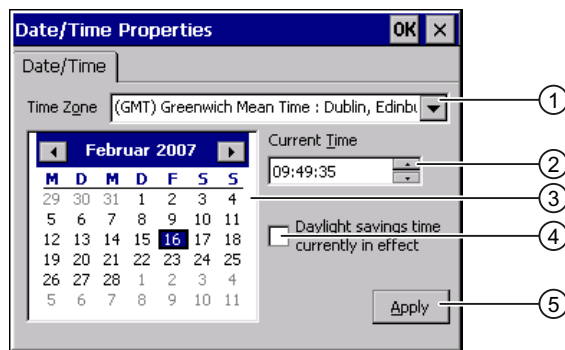 Date/Time Properties OK ×
Date/Time
Time Zone (GMT) Greenwich Mean Time : Dublin, Edinbu
1
Februar 2007
Current Time
M D M D F S S
09:49:35
2
29 30 31 1 2 3 4
3
5 6 7 8 9 10 11
Daylight savings time
currently in effect
4
12 13 14 15 16 17 18
19 20 21 22 23 24 25
26 27 28 1 2 3 4
5 6 7 8 9 10 11
Apply
5